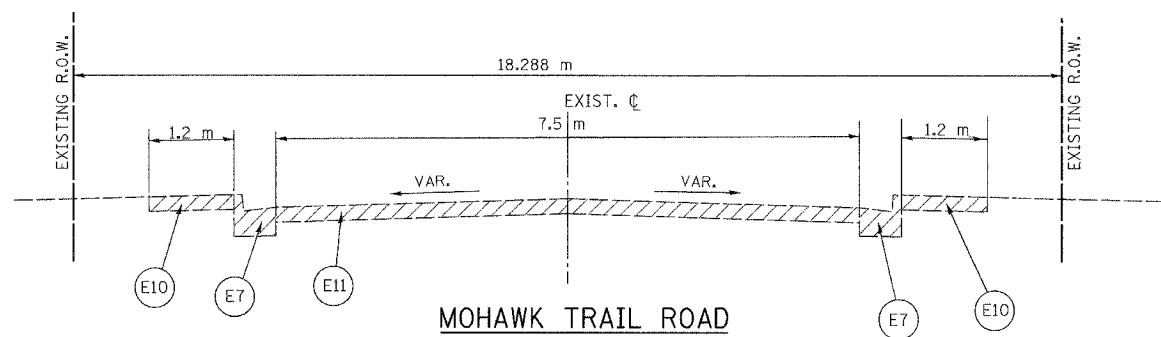 EXISTING R.O.W.
18.288 m
EXISTING R.O.W.
EXIST. ℄
7.5 m
1.2 m
1.2 m
VAR.
VAR.
E10
E7
E11
E7
E10
MOHAWK TRAIL ROAD